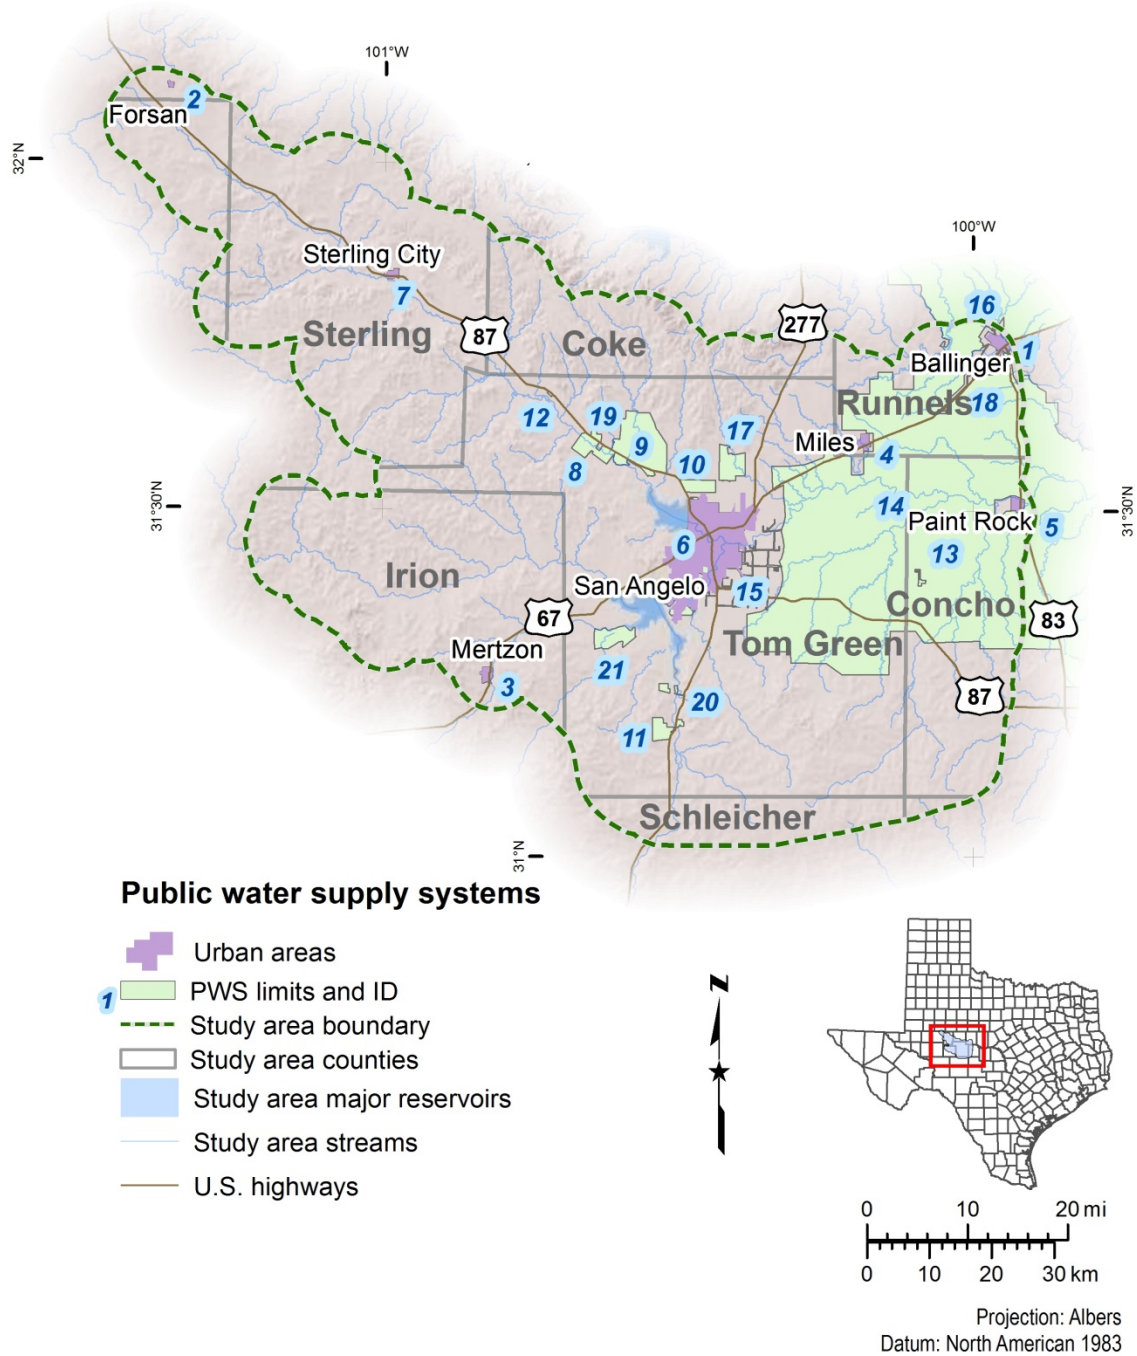 101°W
2
Forsan
32°N
100°W
Sterling City
7
16
277
87
Sterling
Coke
1
Ballinger
Runnels
18
12
19
9
17
Miles
4
8
10
31°30'N
14
Paint Rock
5
31°30'N
6
13
Irion
San Angelo
15
Concho
67
83
Mertzon
Tom Green
21
3
20
87
11
Schleicher
31°N
Public water supply systems
Urban areas
1
PWS limits and ID
Study area boundary
Study area counties
Study area major reservoirs
Study area streams
U.S. highways
N
0 10 20 mi
0 10 20 30 km
Projection: Albers
Datum: North American 1983